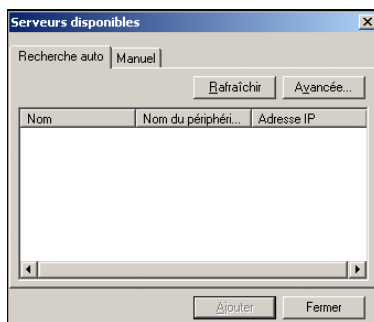 Serveurs disponibles
Recherche auto Manuel
Rafraîchir Avancée...
Nom Nom du périphéri... Adresse IP
Ajouter Fermer